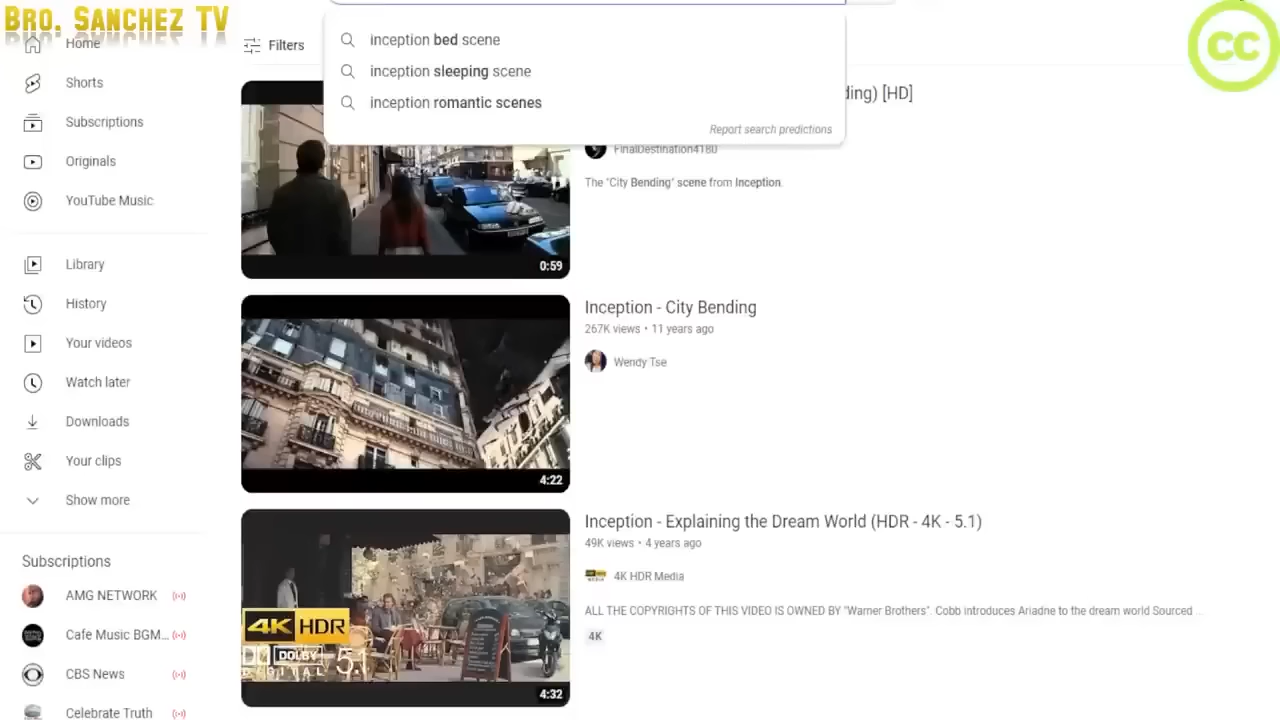 Bro. Sanchez TV
CC
Home
Shorts
Subscriptions
Originals
YouTube Music
Library
History
Your videos
Watch later
Downloads
Your clips
Show more
Subscriptions
AMG NETWORK
Cafe Music BGM...
CBS News
Celebrate Truth
Filters
inception bed scene
inception sleeping scene
inception romantic scenes
Report search predictions
ding) [HD]
FinalDestination4180
The "City Bending" scene from Inception.
0:59
Inception - City Bending
267K views • 11 years ago
Wendy Tse
4:22
Inception - Explaining the Dream World (HDR - 4K - 5.1)
49K views • 4 years ago
4K HDR Media
ALL THE COPYRIGHTS OF THIS VIDEO IS OWNED BY "Warner Brothers". Cobb introduces Ariadne to the dream world Sourced ...
4K
4K HDR
DOLBY
DIGITAL 5.1
4:32